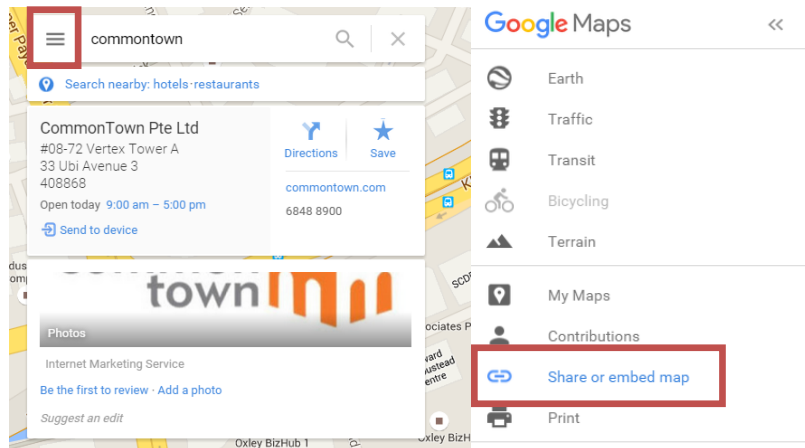 commontown
Search nearby: hotels · restaurants
CommonTown Pte Ltd
#08-72 Vertex Tower A
33 Ubi Avenue 3
408868
Open today 9:00 am – 5:00 pm
Send to device
Directions
Save
commontown.com
6848 8900
town
Photos
Internet Marketing Service
Be the first to review · Add a photo
Suggest an edit
Oxley BizHub 1
Google Maps
Earth
Traffic
Transit
Bicycling
Terrain
My Maps
Contributions
Share or embed map
Print